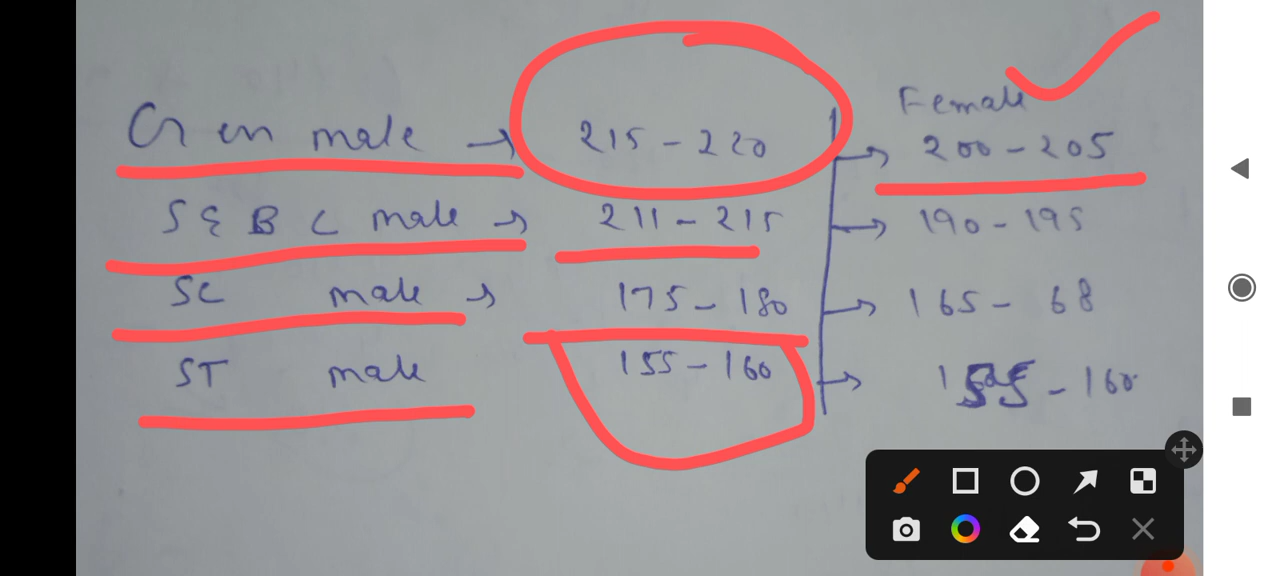 Female
Gen male → 215 - 220 → 200 - 205
SEBC male → 211 - 215 → 190 - 195
SC male → 175 - 180 → 165 - 68
ST male 155 - 160 → 155 - 160